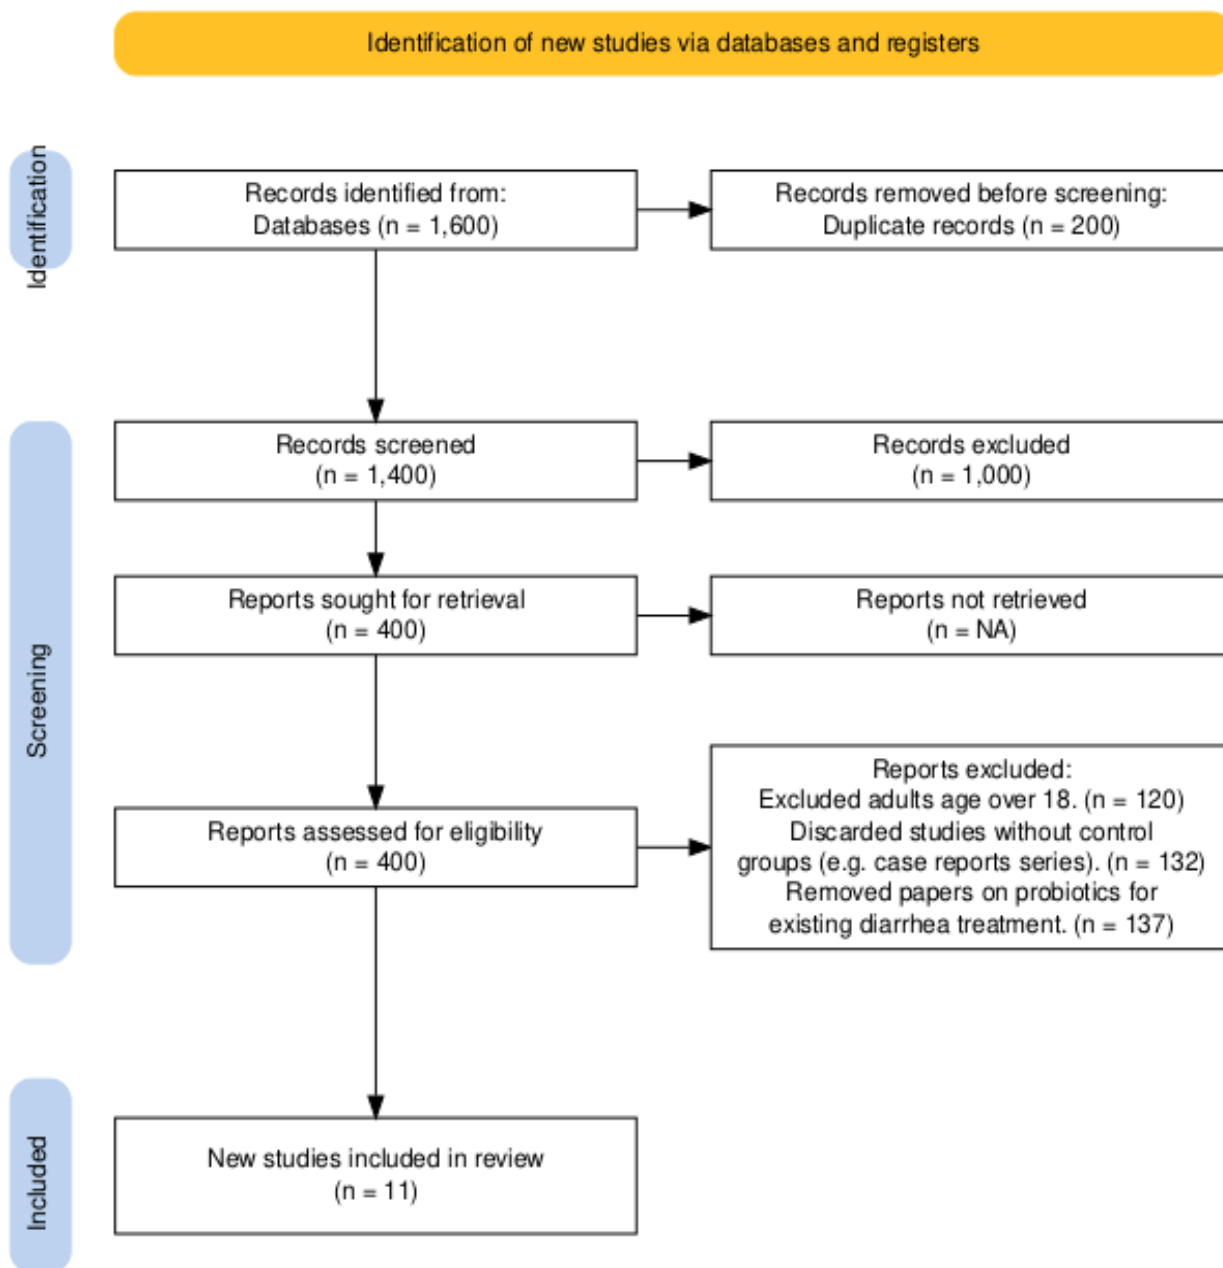 Identification of new studies via databases and registers
Identification
Records identified from:
Databases (n = 1,600)
Records removed before screening:
Duplicate records (n = 200)
Screening
Records screened
(n = 1,400)
Records excluded
(n = 1,000)
Reports sought for retrieval
(n = 400)
Reports not retrieved
(n = NA)
Reports assessed for eligibility
(n = 400)
Reports excluded:
Excluded adults age over 18. (n = 120)
Discarded studies without control
groups (e.g. case reports series). (n = 132)
Removed papers on probiotics for
existing diarrhea treatment. (n = 137)
Included
New studies included in review
(n = 11)